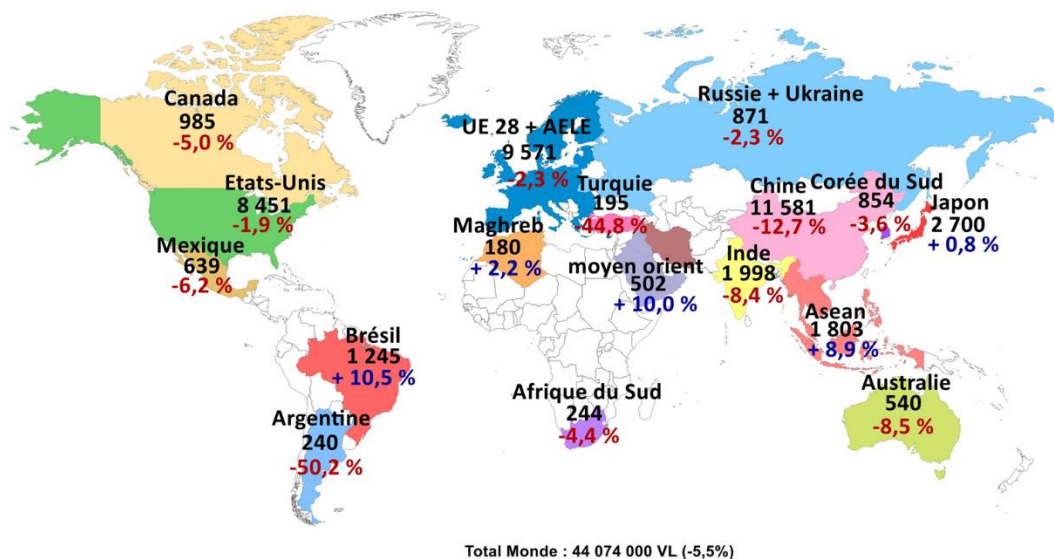 Canada
985
-5,0 %
Etats-Unis
8 451
-1,9 %
Mexique
639
-6,2 %
Brésil
1 245
+ 10,5 %
Argentine
240
-50,2 %
UE 28 + AELE
9 571
-2,3 %
Russie + Ukraine
871
-2,3 %
Turquie
195
-44,8 %
Maghreb
180
+ 2,2 %
moyen orient
502
+ 10,0 %
Afrique du Sud
244
-4,4 %
Chine
11 581
-12,7 %
Corée du Sud
854
-3,6 %
Japon
2 700
+ 0,8 %
Inde
1 998
-8,4 %
Asean
1 803
+ 8,9 %
Australie
540
-8,5 %
Total Monde : 44 074 000 VL (-5,5%)